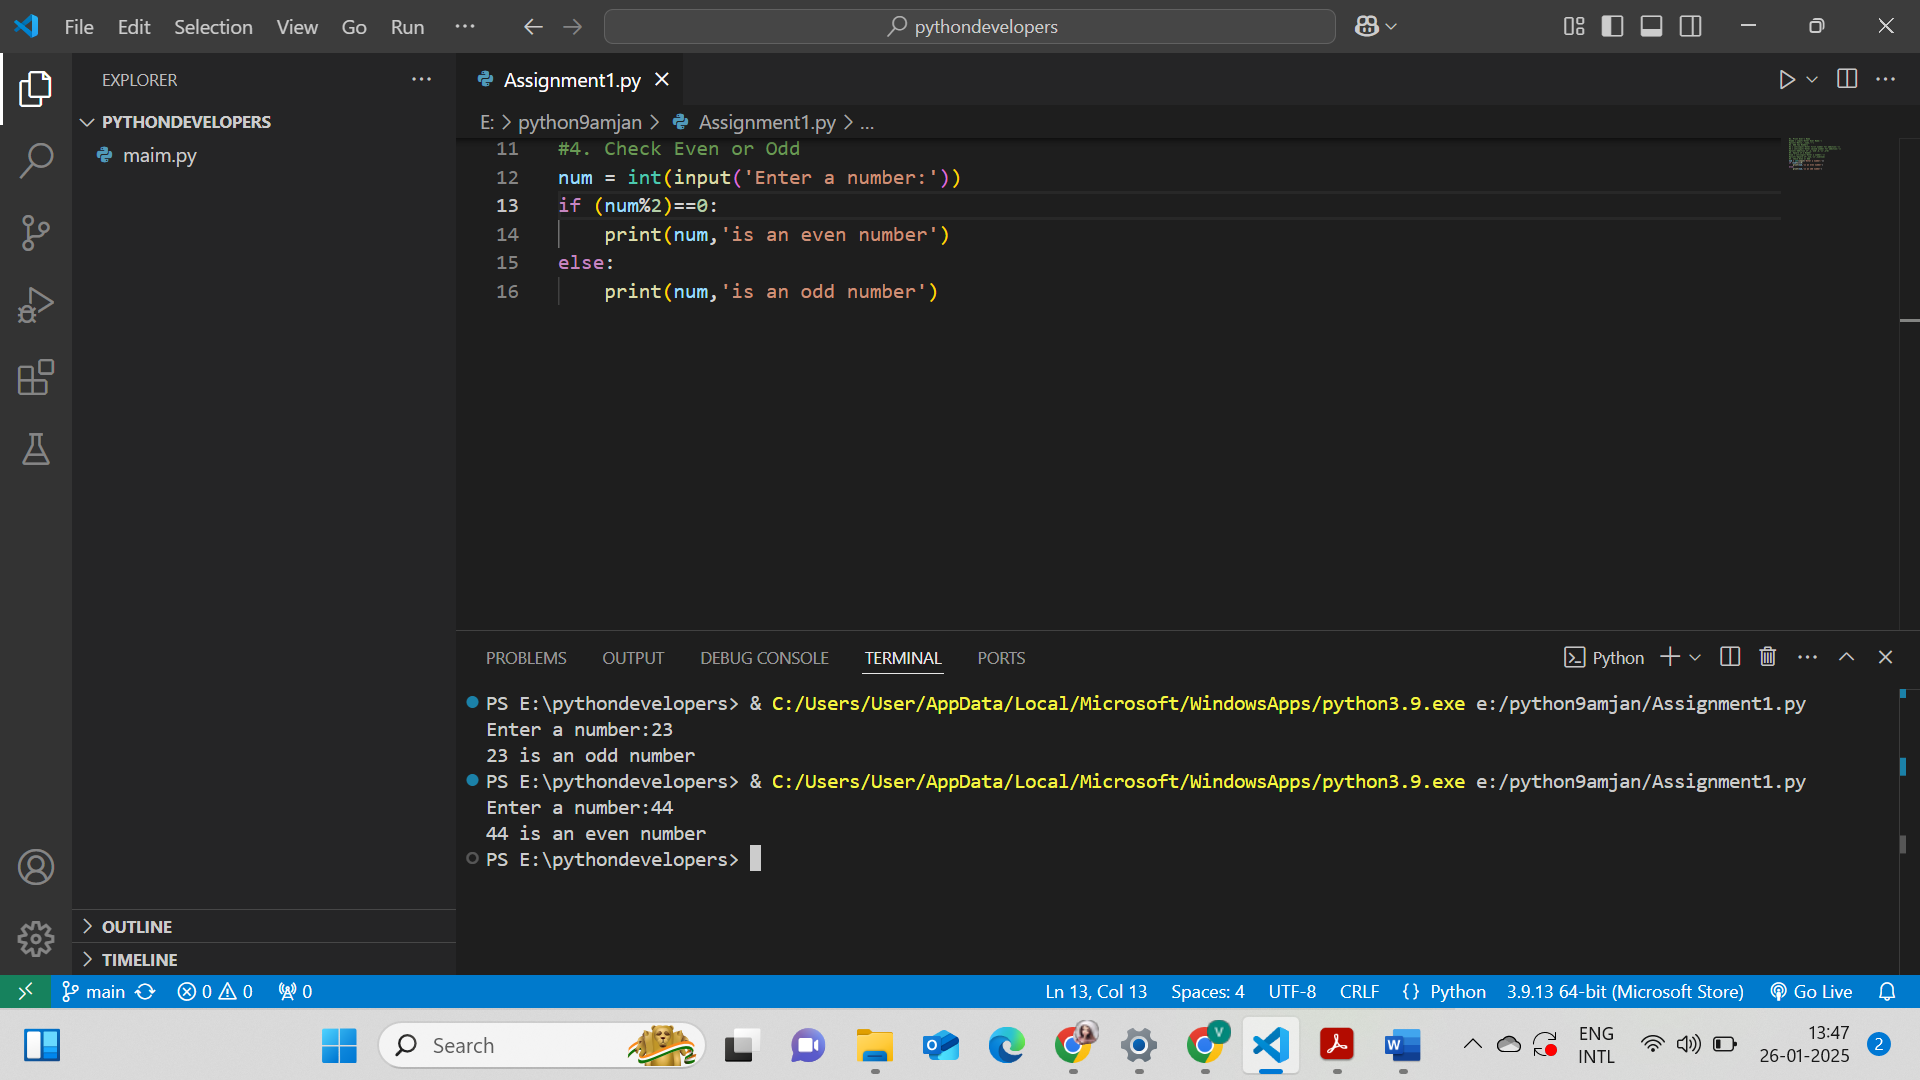 File Edit Selection View Go Run ...
pythondevelopers
EXPLORER
PYTHONDEVELOPERS
maim.py
OUTLINE
TIMELINE
Assignment1.py
E: > python9amjan > Assignment1.py > ...
11 #4. Check Even or Odd
12 num = int(input('Enter a number:'))
13 if (num%2)==0:
14 print(num,'is an even number')
15 else:
16 print(num,'is an odd number')
PROBLEMS OUTPUT DEBUG CONSOLE TERMINAL PORTS
Python
PS E:\pythondevelopers> & C:/Users/User/AppData/Local/Microsoft/WindowsApps/python3.9.exe e:/python9amjan/Assignment1.py
Enter a number:23
23 is an odd number
PS E:\pythondevelopers> & C:/Users/User/AppData/Local/Microsoft/WindowsApps/python3.9.exe e:/python9amjan/Assignment1.py
Enter a number:44
44 is an even number
PS E:\pythondevelopers>
main 0 0 0 Ln 13, Col 13 Spaces: 4 UTF-8 CRLF {} Python 3.9.13 64-bit (Microsoft Store) Go Live
Search
V
W
ENG
INTL
13:47
26-01-2025
2